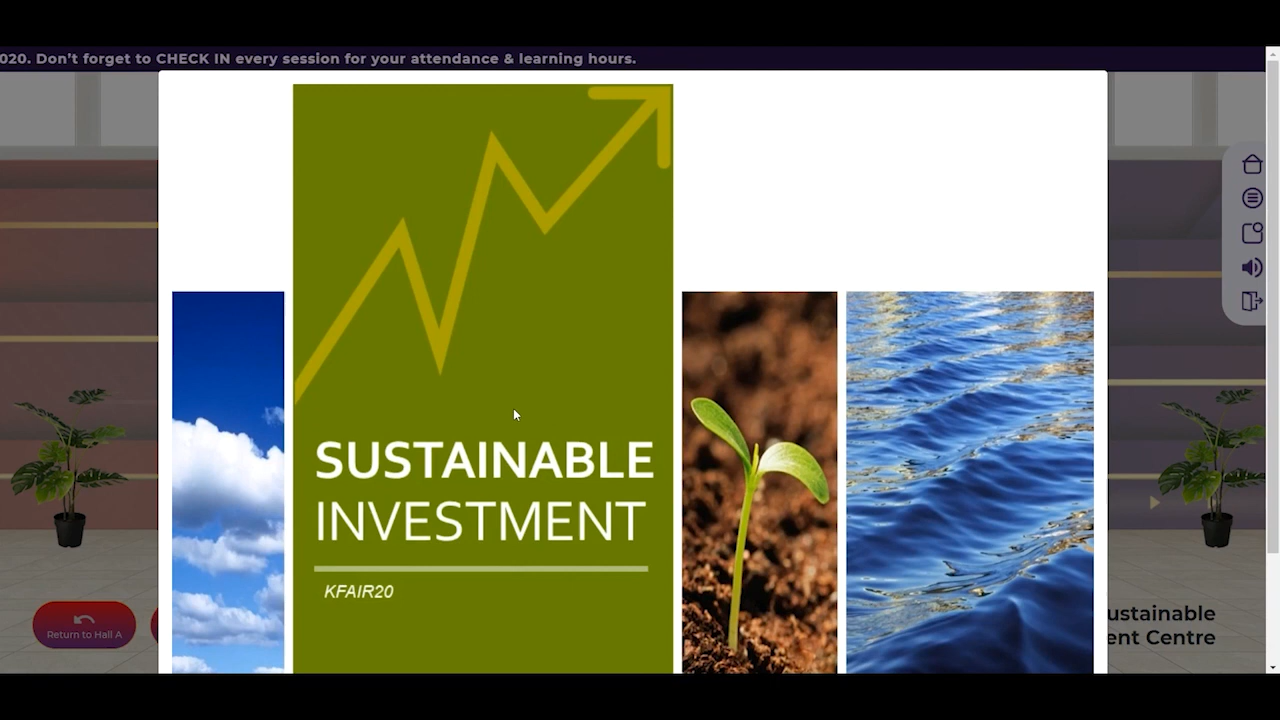 020. Don't forget to CHECK IN every session for your attendance & learning hours.
SUSTAINABLE
INVESTMENT
KFAIR20
Return to Hall A
ustainable
ent Centre